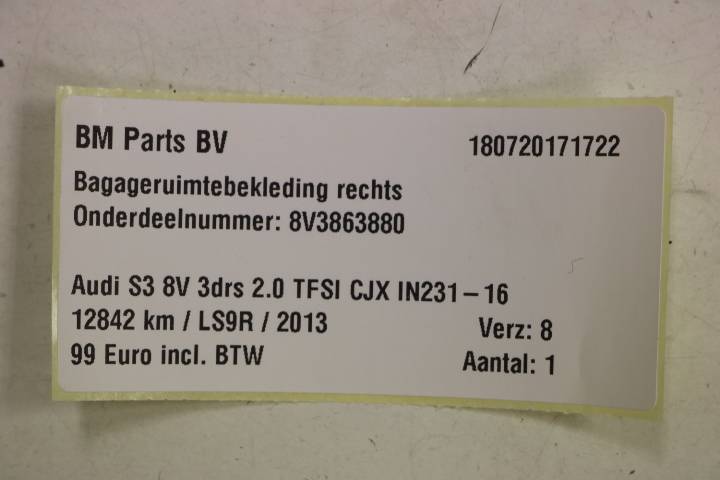 BM Parts BV 180720171722
Bagageruimtebekleding rechts
Onderdeelnummer: 8V3863880
Audi S3 8V 3drs 2.0 TFSI CJX IN231-16
12842 km / LS9R / 2013 Verz: 8
99 Euro incl. BTW Aantal: 1